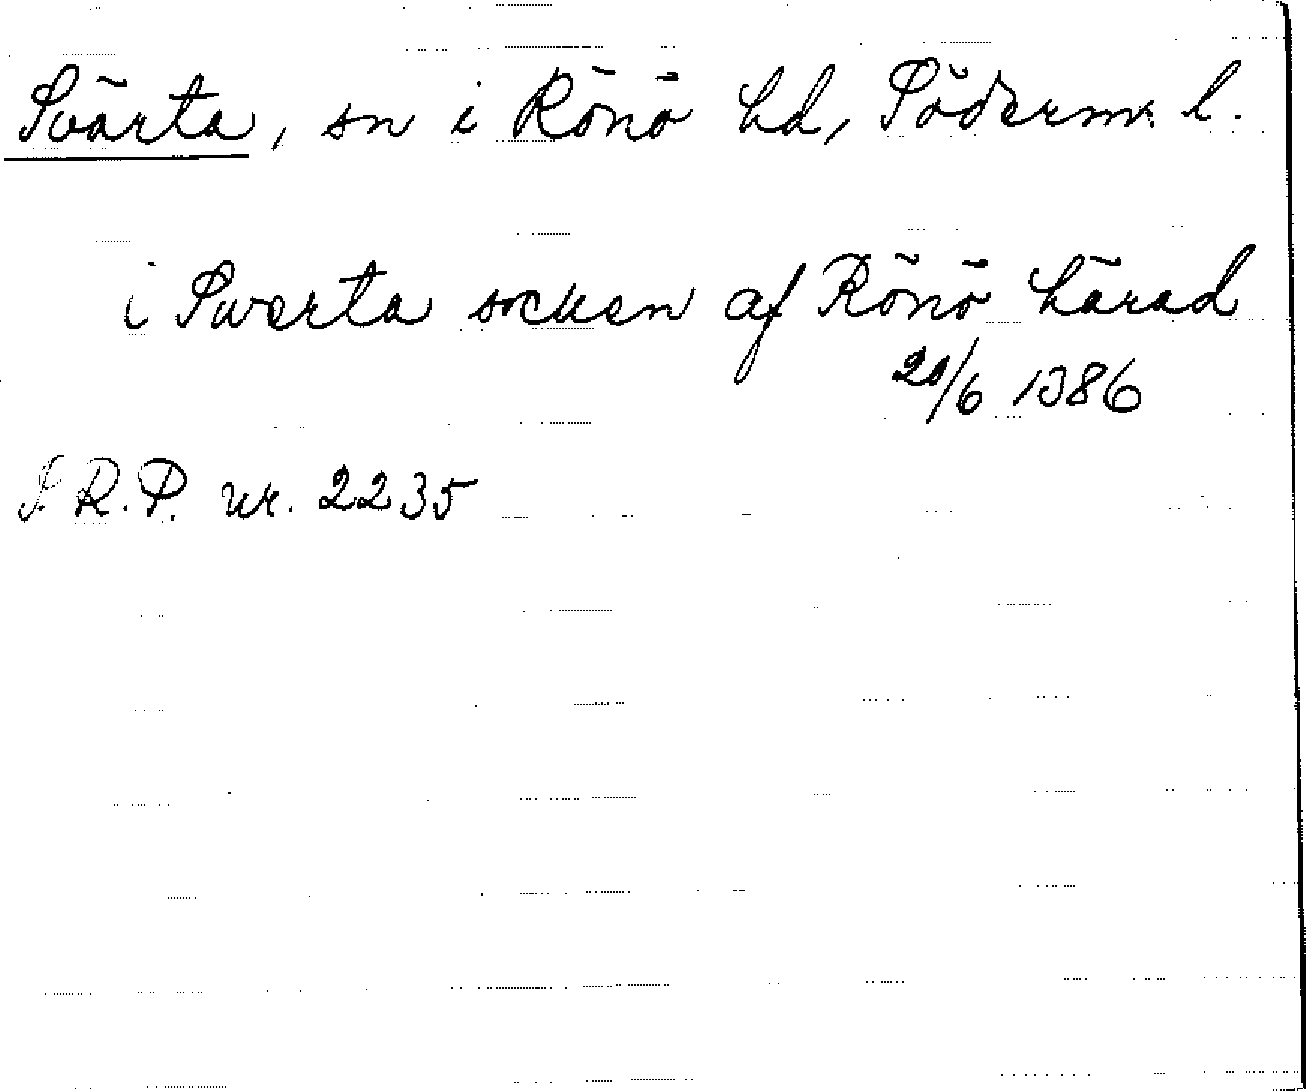 Svärta, sn i Rönö hd, Söderm. l.
i Swerta socken af Rönö härad
20/6 1386
S.R.P. nr. 2235